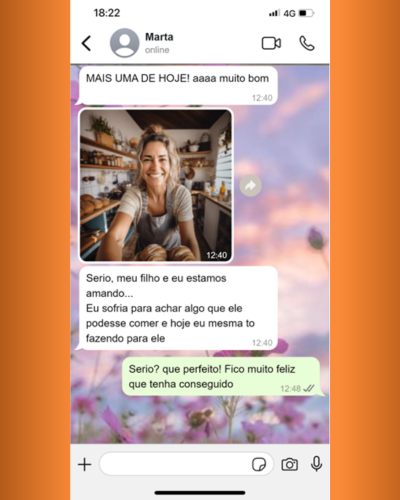 18:22
4G
Marta
online
MAIS UMA DE HOJE! aaaa muito bom
12:40
12:40
Serio, meu filho e eu estamos
amando...
Eu sofria para achar algo que ele
podesse comer e hoje eu mesma to
fazendo para ele
12:40
Serio? que perfeito! Fico muito feliz
que tenha conseguido
12:48